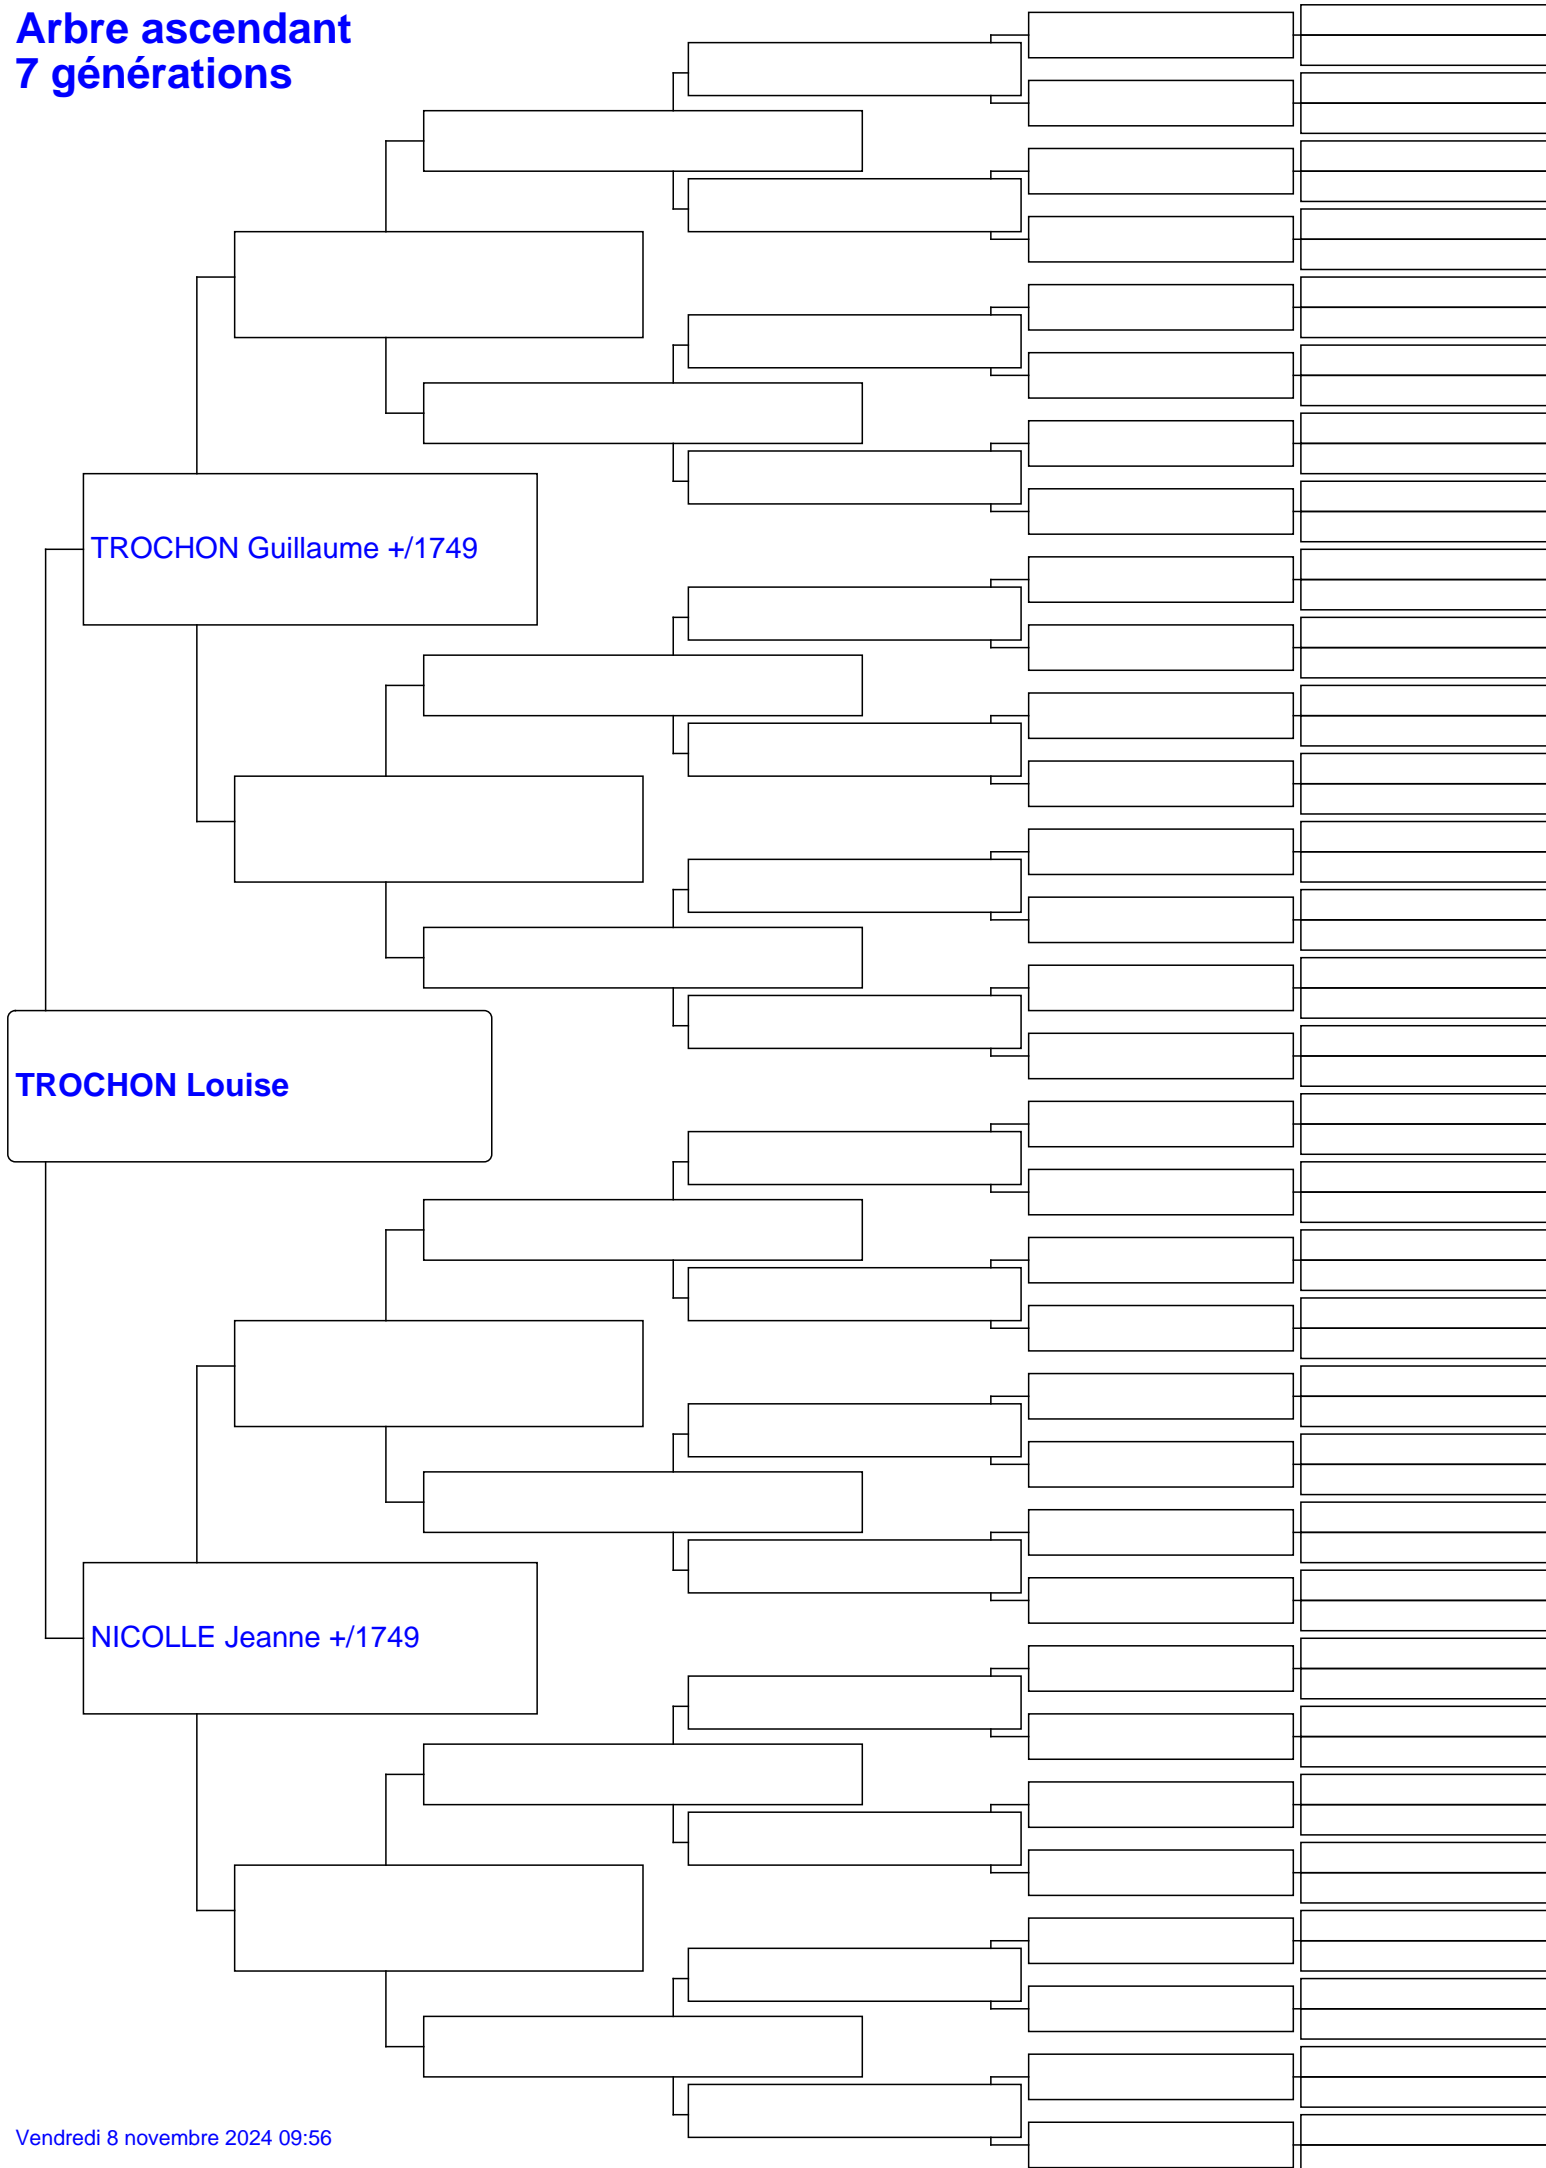 Arbre ascendant
7 générations
TROCHON Guillaume +/1749
TROCHON Louise
NICOLLE Jeanne +/1749
Vendredi 8 novembre 2024 09:56